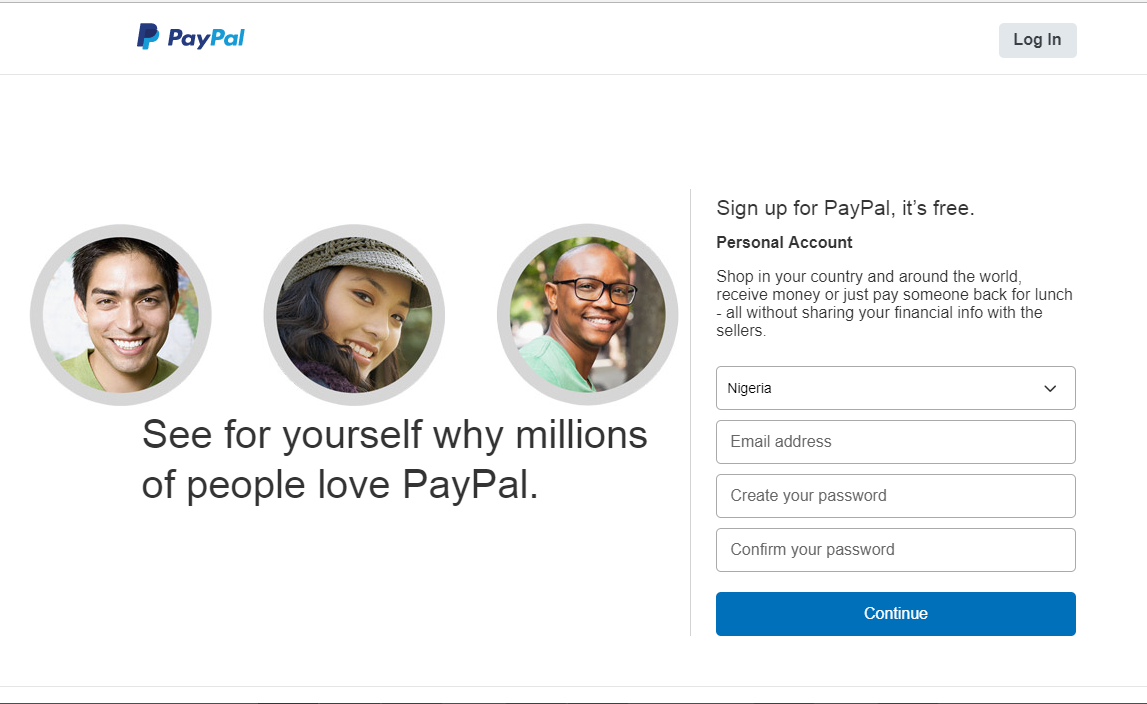 PayPal
Log In
See for yourself why millions
of people love PayPal.
Sign up for PayPal, it’s free.
Personal Account
Shop in your country and around the world,
receive money or just pay someone back for lunch
- all without sharing your financial info with the
sellers.
Nigeria
Email address
Create your password
Confirm your password
Continue